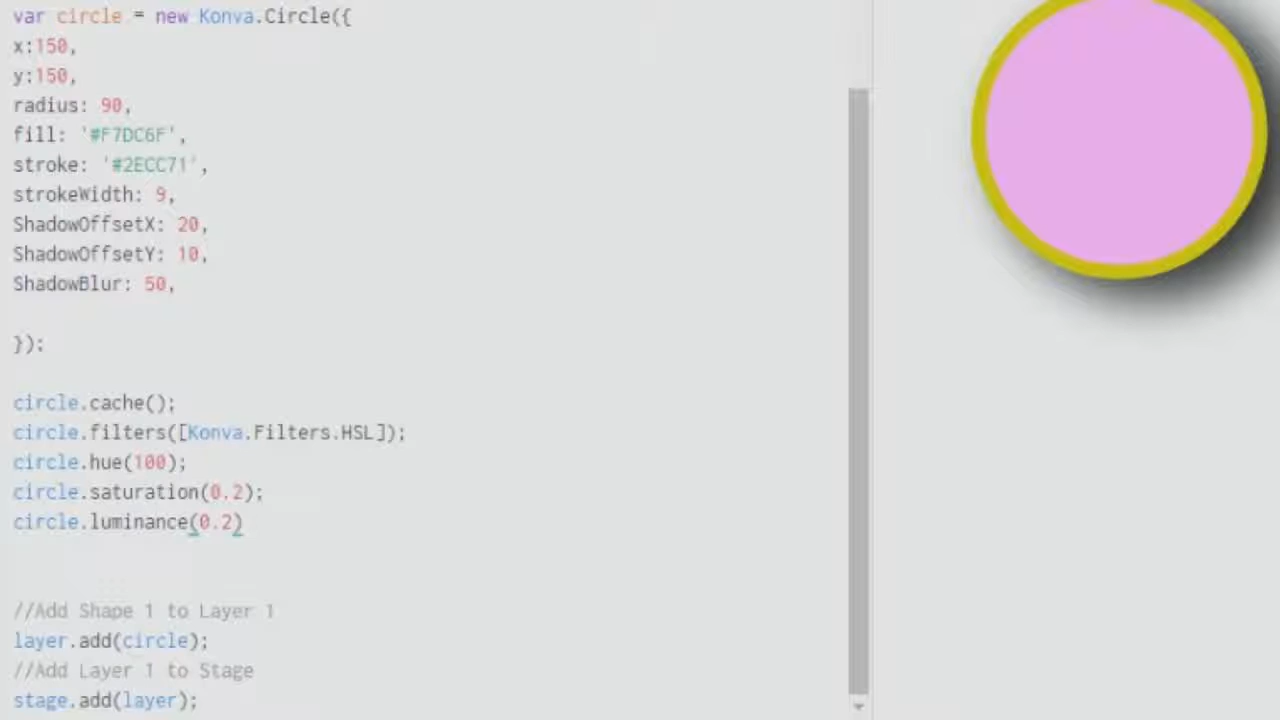 var circle = new Konva.Circle({
x:150,
y:150,
radius: 90,
fill: '#F7DC6F',
stroke: '#2ECC71',
strokeWidth: 9,
ShadowOffsetX: 20,
ShadowOffsetY: 10,
ShadowBlur: 50,
});
circle.cache();
circle.filters([Konva.Filters.HSL]);
circle.hue(100);
circle.saturation(0.2);
circle.luminance(0.2)
//Add Shape 1 to Layer 1
layer.add(circle);
//Add Layer 1 to Stage
stage.add(layer);